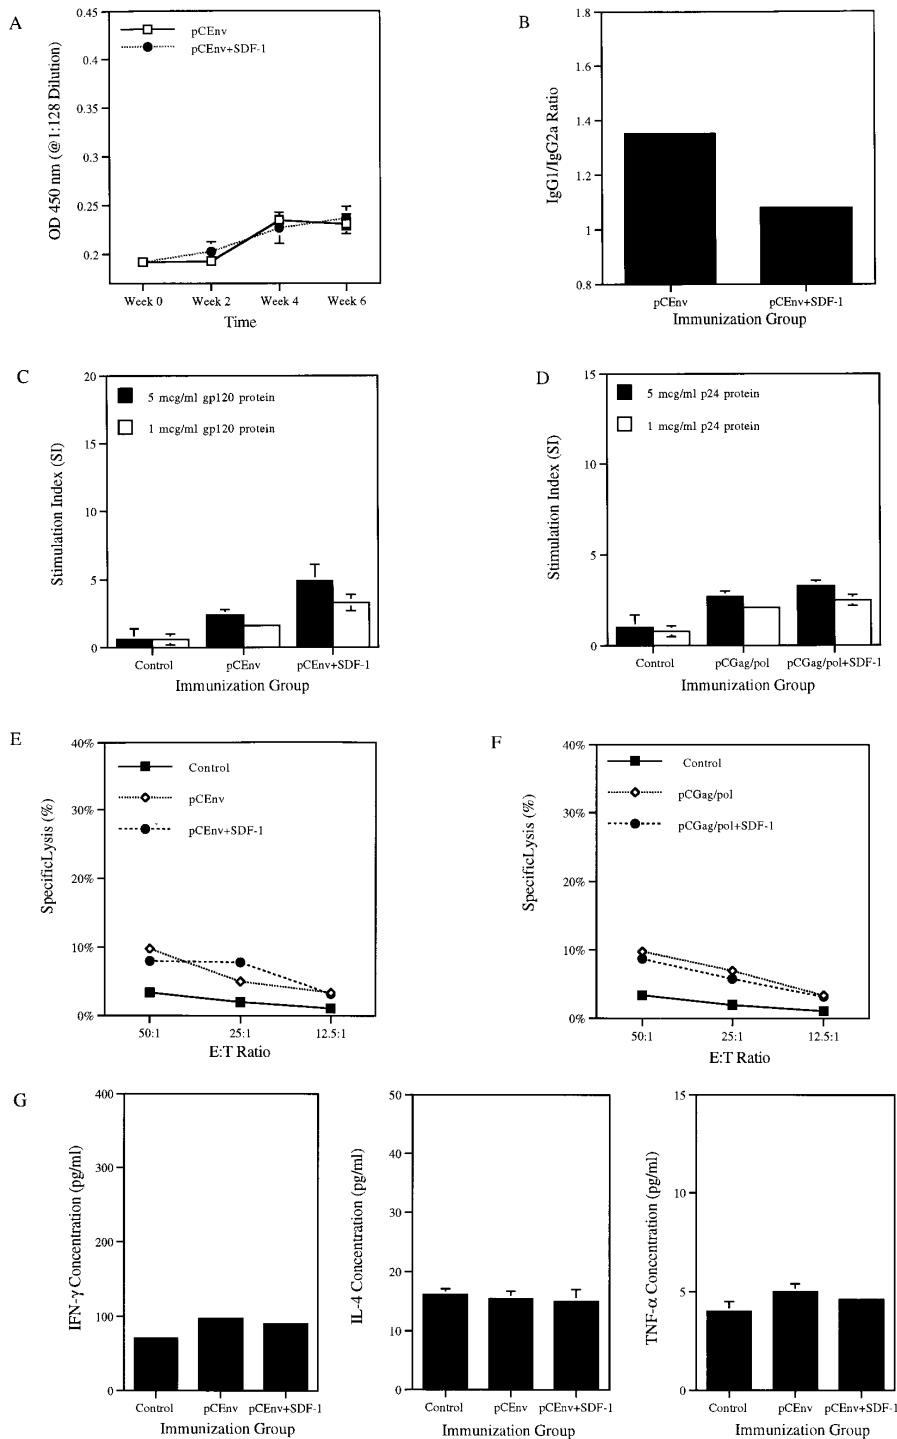 A
pCEnv
pCEnv+SDF-1
0.45
0.4
0.35
0.3
0.25
0.2
OD 450 nm (@1:128 Dilution)
Week 0
Week 2
Week 4
Week 6
Time
B
1.8
1.6
1.4
1.2
1
0.8
IgG1/IgG2a Ratio
pCEnv
pCEnv+SDF-1
Immunization Group
C
5 mcg/ml gp120 protein
1 mcg/ml gp120 protein
20
15
10
5
0
Stimulation Index (SI)
Control
pCEnv
pCEnv+SDF-1
Immunization Group
D
5 mcg/ml p24 protein
1 mcg/ml p24 protein
15
10
5
0
Stimulation Index (SI)
Control
pCGag/pol
pCGag/pol+SDF-1
Immunization Group
E
Control
pCEnv
pCEnv+SDF-1
40%
30%
20%
10%
0%
SpecificLysis (%)
50:1
25:1
12.5:1
E:T Ratio
F
Control
pCGag/pol
pCGag/pol+SDF-1
40%
30%
20%
10%
0%
SpecificLysis (%)
50:1
25:1
12.5:1
E:T Ratio
G
400
300
200
100
0
IFN-γ Concentration (pg/ml)
Control
pCEnv
pCEnv+SDF-1
Immunization Group
50
40
30
20
10
0
IL-4 Concentration (pg/ml)
Control
pCEnv
pCEnv+SDF-1
Immunization Group
15
10
5
0
TNF-α Concentration (pg/ml)
Control
pCEnv
pCEnv+SDF-1
Immunization Group